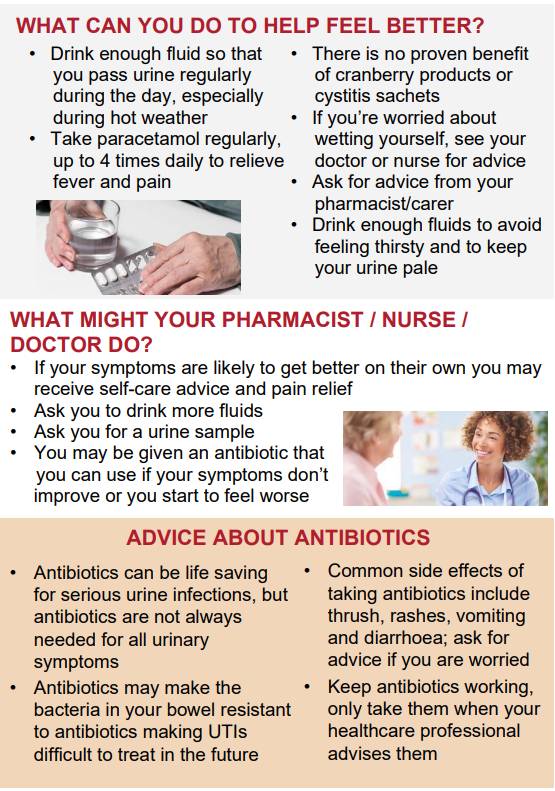 WHAT CAN YOU DO TO HELP FEEL BETTER?
• Drink enough fluid so that
you pass urine regularly
during the day, especially
during hot weather
• Take paracetamol regularly,
up to 4 times daily to relieve
fever and pain
• There is no proven benefit
of cranberry products or
cystitis sachets
• If you’re worried about
wetting yourself, see your
doctor or nurse for advice
• Ask for advice from your
pharmacist/carer
• Drink enough fluids to avoid
feeling thirsty and to keep
your urine pale
WHAT MIGHT YOUR PHARMACIST / NURSE /
DOCTOR DO?
• If your symptoms are likely to get better on their own you may
receive self-care advice and pain relief
• Ask you to drink more fluids
• Ask you for a urine sample
• You may be given an antibiotic that
you can use if your symptoms don’t
improve or you start to feel worse
ADVICE ABOUT ANTIBIOTICS
• Antibiotics can be life saving
for serious urine infections, but
antibiotics are not always
needed for all urinary
symptoms
• Antibiotics may make the
bacteria in your bowel resistant
to antibiotics making UTIs
difficult to treat in the future
• Common side effects of
taking antibiotics include
thrush, rashes, vomiting
and diarrhoea; ask for
advice if you are worried
• Keep antibiotics working,
only take them when your
healthcare professional
advises them